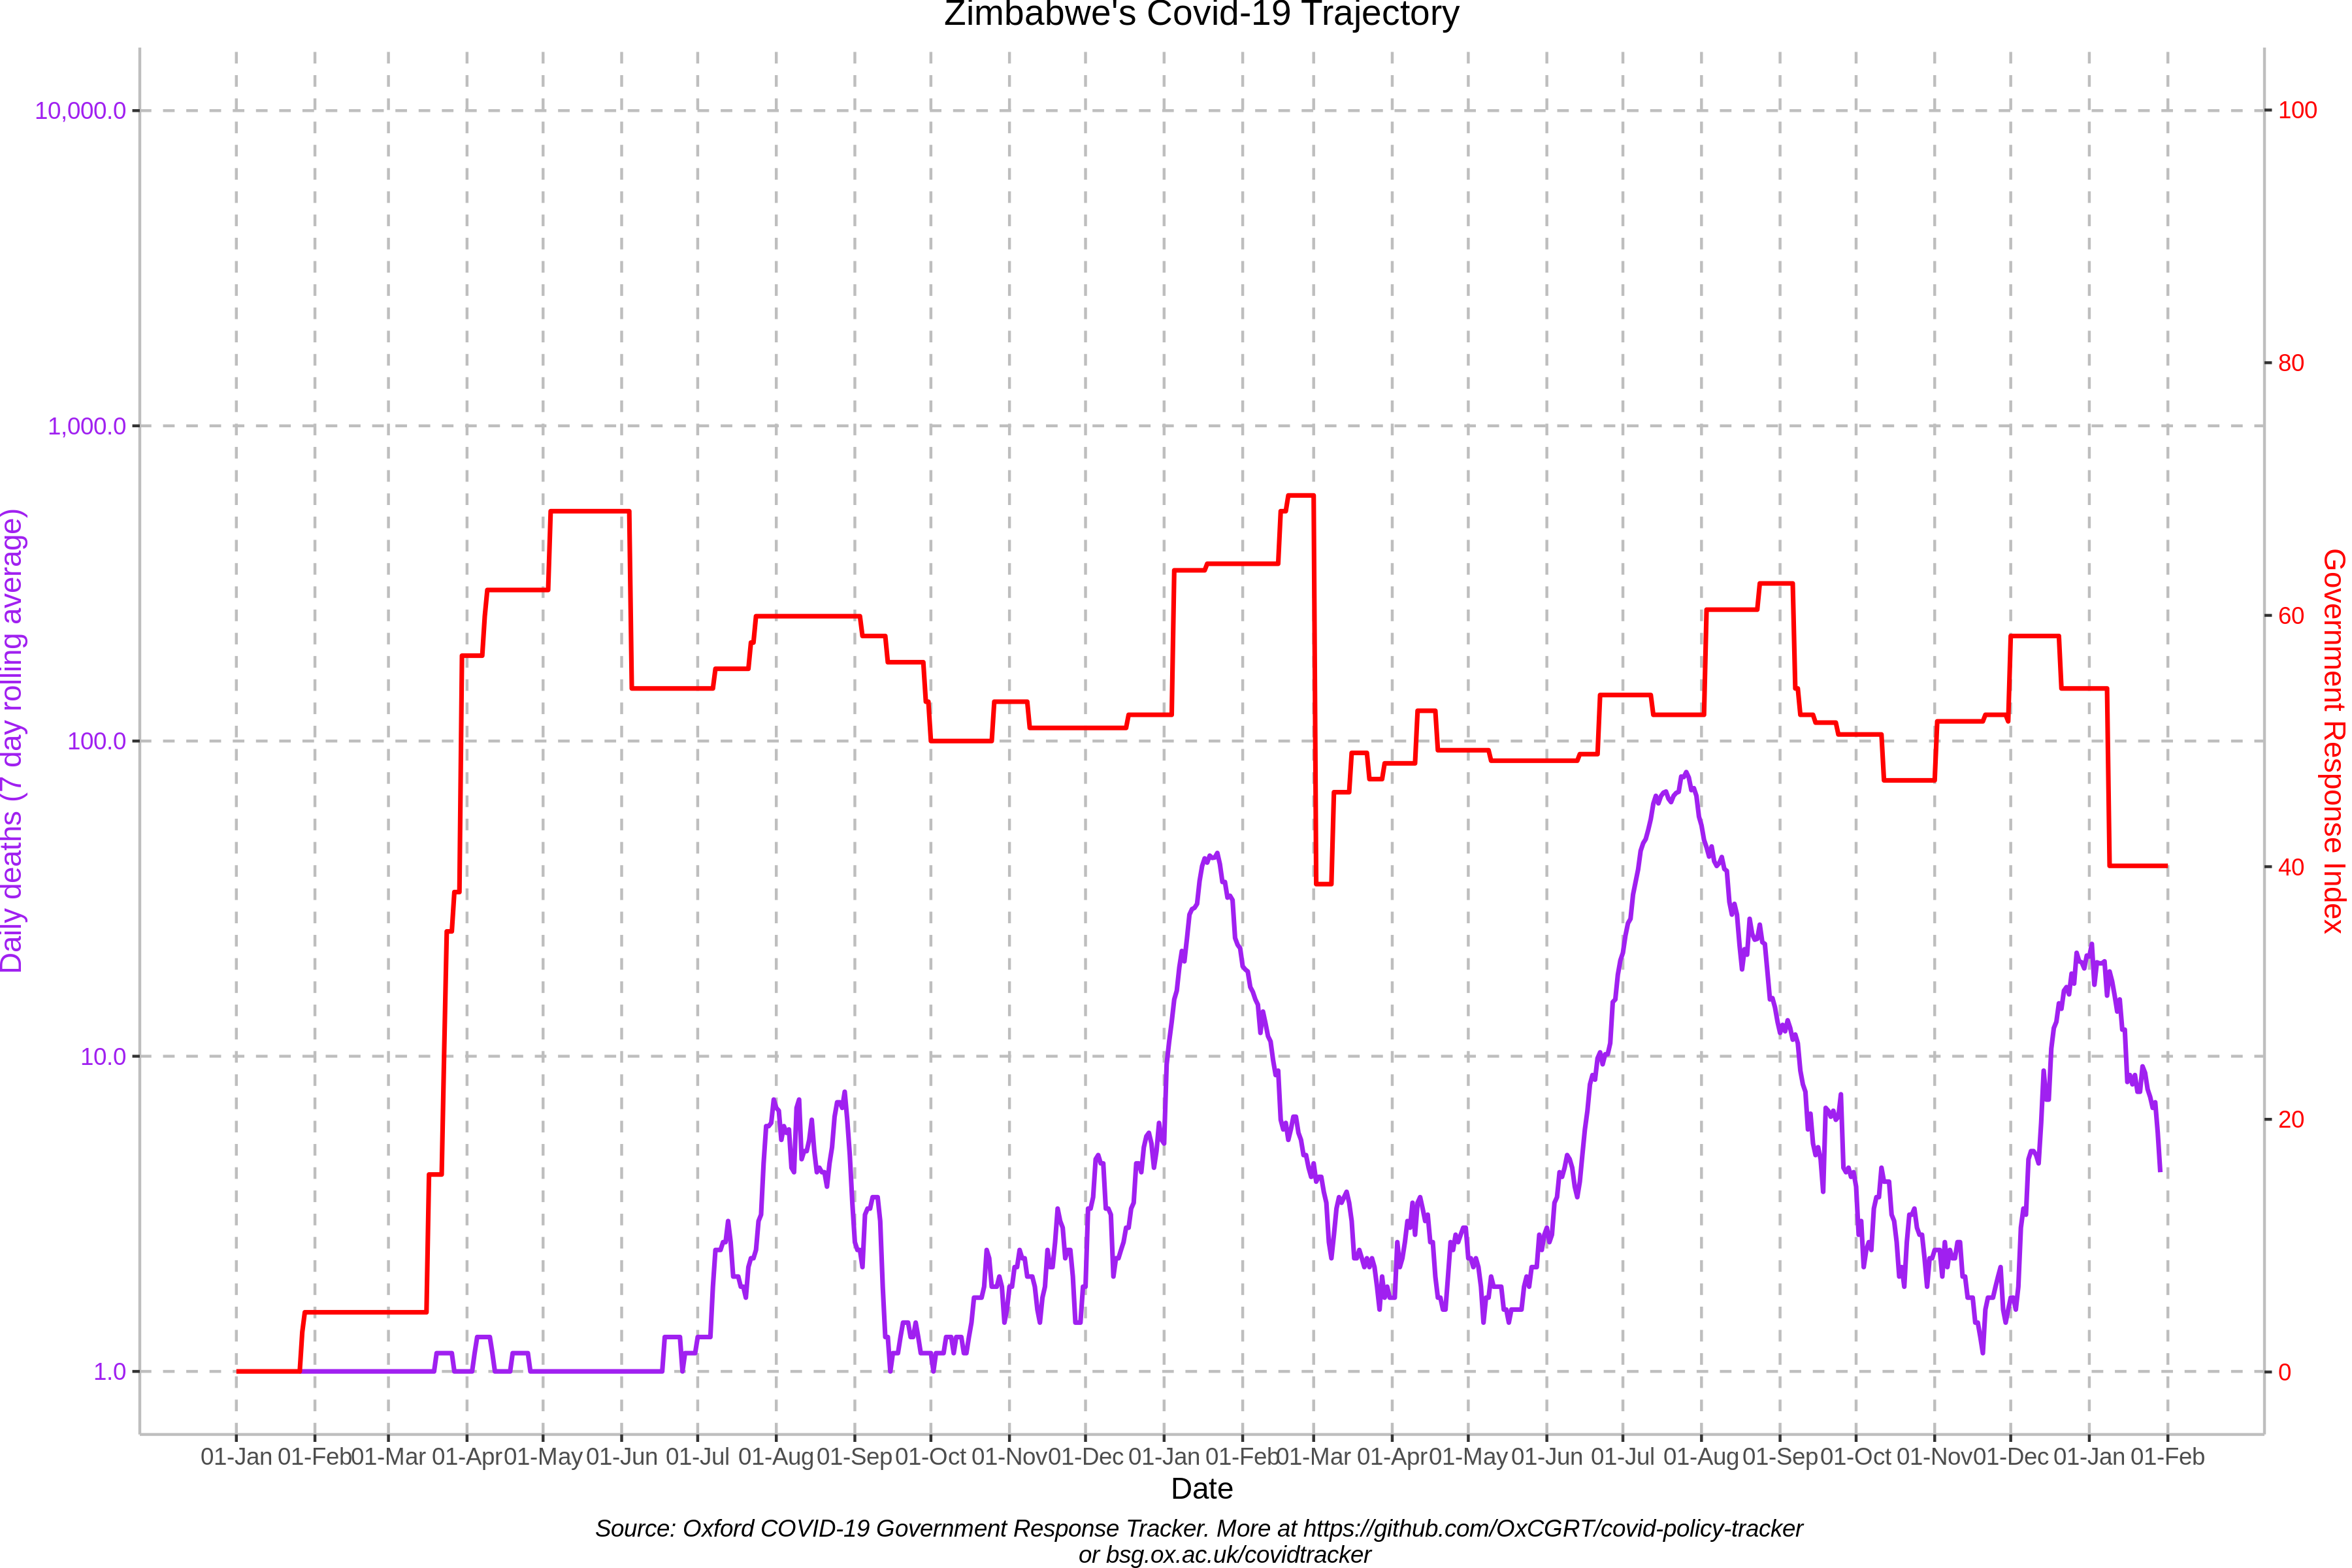 Zimbabwe's Covid-19 Trajectory
10,000.0
1,000.0
100.0
10.0
1.0
Daily deaths (7 day rolling average)
100
80
60
40
20
0
Government Response Index
01-Jan 01-Feb 01-Mar 01-Apr 01-May 01-Jun 01-Jul 01-Aug 01-Sep 01-Oct 01-Nov 01-Dec 01-Jan 01-Feb 01-Mar 01-Apr 01-May 01-Jun 01-Jul 01-Aug 01-Sep 01-Oct 01-Nov 01-Dec 01-Jan 01-Feb
Date
Source: Oxford COVID-19 Government Response Tracker. More at https://github.com/OxCGRT/covid-policy-tracker
or bsg.ox.ac.uk/covidtracker